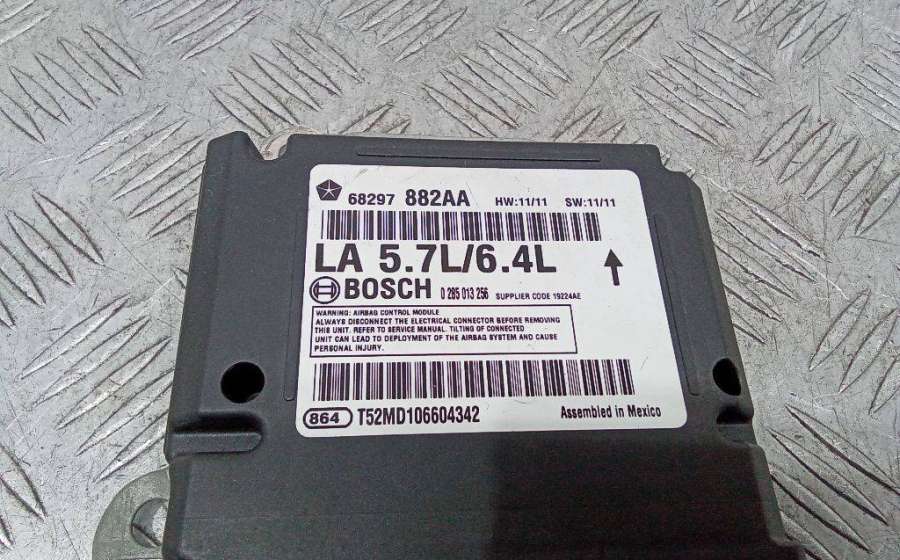 68297 882AA HW:11/11 SW:11/11
LA 5.7L/6.4L
BOSCH 0 285 013 256 SUPPLIER CODE 19224AE
WARNING: AIRBAG CONTROL MODULE
ALWAYS DISCONNECT THE ELECTRICAL CONNECTOR BEFORE REMOVING
THIS UNIT. REFER TO SERVICE MANUAL. TILTING OF CONNECTED
UNIT CAN LEAD TO DEPLOYMENT OF THE AIRBAG SYSTEM AND CAUSE
PERSONAL INJURY.
864 T52MD106604342 Assembled in Mexico